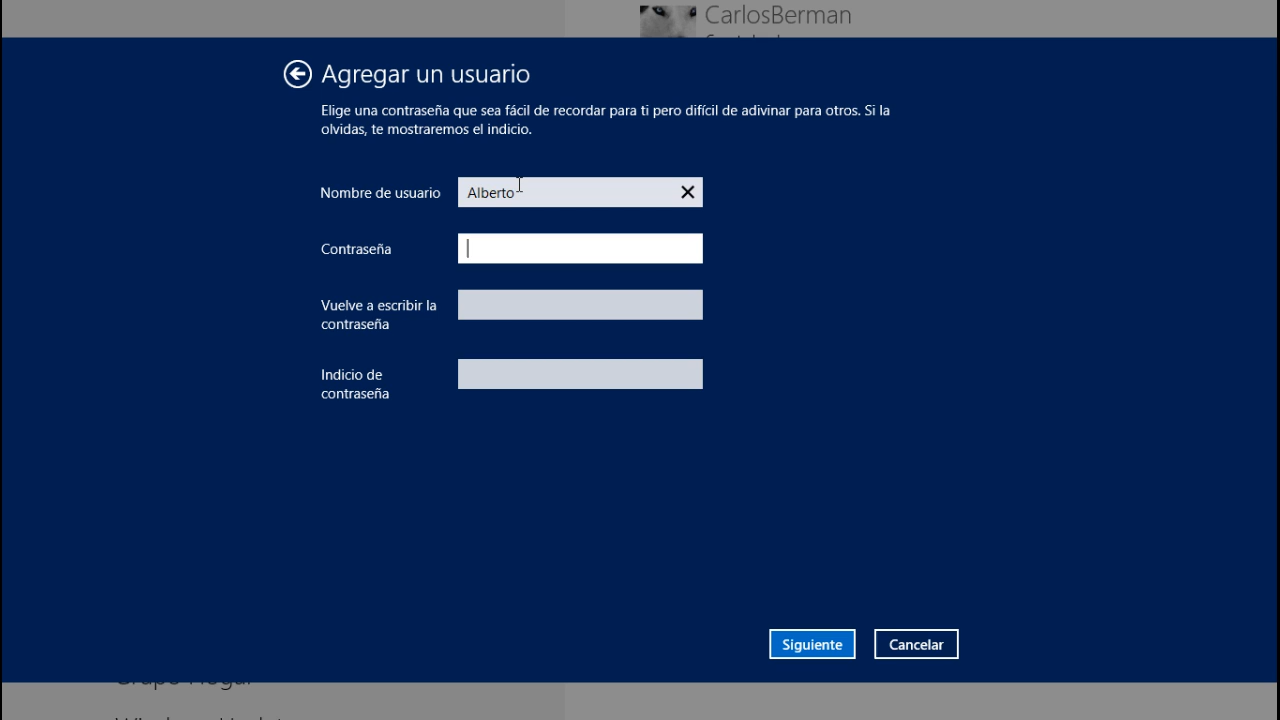 CarlosBerman
Agregar un usuario
Elige una contraseña que sea fácil de recordar para ti pero difícil de adivinar para otros. Si la
olvidas, te mostraremos el indicio.
Nombre de usuario
Alberto
Contraseña
Vuelve a escribir la
contraseña
Indicio de
contraseña
Siguiente
Cancelar
Grupo Hogar